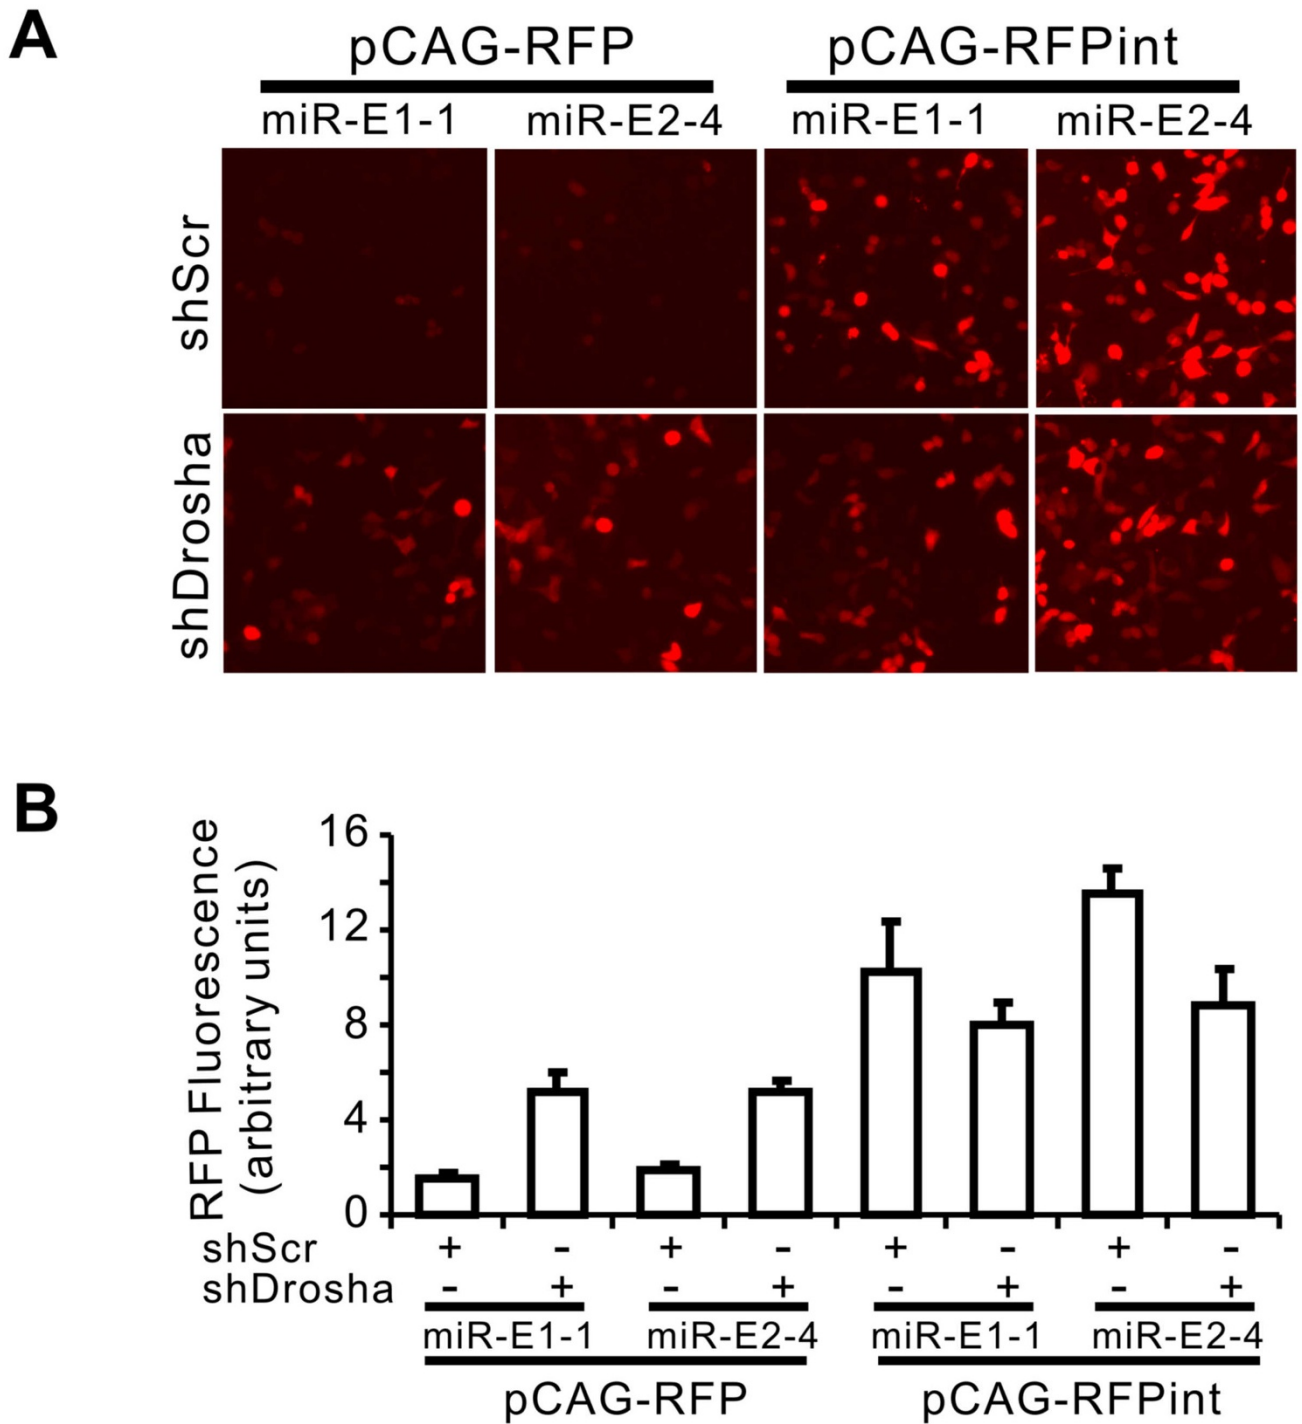 A
pCAG-RFP pCAG-RFPint
miR-E1-1 miR-E2-4 miR-E1-1 miR-E2-4
shScr
shDrosha
B
RFP Fluorescence
(arbitrary units)
16
12
8
4
0
shScr + - + - + - + -
shDrosha - + - + - + - +
miR-E1-1 miR-E2-4 miR-E1-1 miR-E2-4
pCAG-RFP pCAG-RFPint